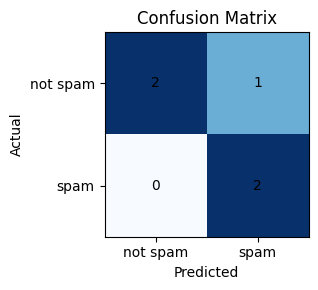 Confusion Matrix
Actual
not spam
2
1
spam
0
2
not spam
spam
Predicted